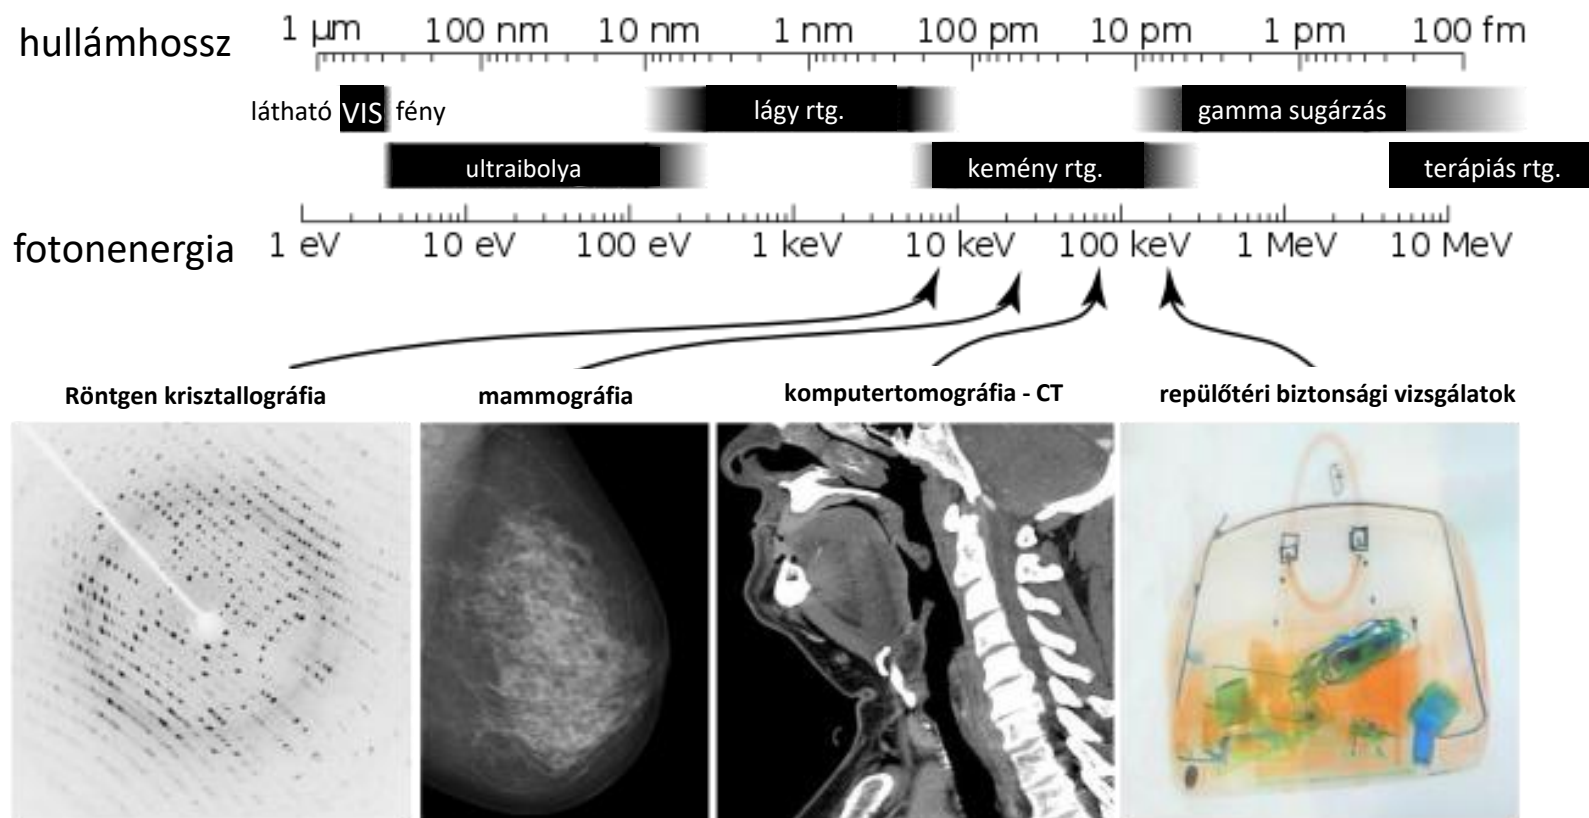 hullámhossz 1 µm 100 nm 10 nm 1 nm 100 pm 10 pm 1 pm 100 fm
látható VIS fény lágy rtg. gamma sugárzás
ultraibolya kemény rtg. terápiás rtg.
fotonenergia 1 eV 10 eV 100 eV 1 keV 10 keV 100 keV 1 MeV 10 MeV
Röntgen krisztallográfia mammográfia komputertomográfia - CT repülőtéri biztonsági vizsgálatok